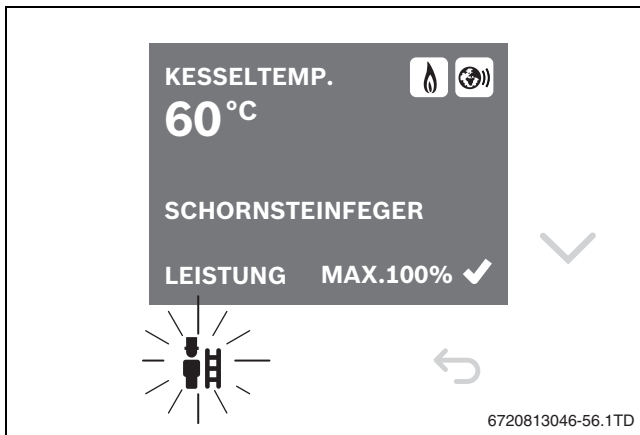 KESSELTEMP.
60°C
SCHORNSTEINFEGER
LEISTUNG MAX.100%
6720813046-56.1TD